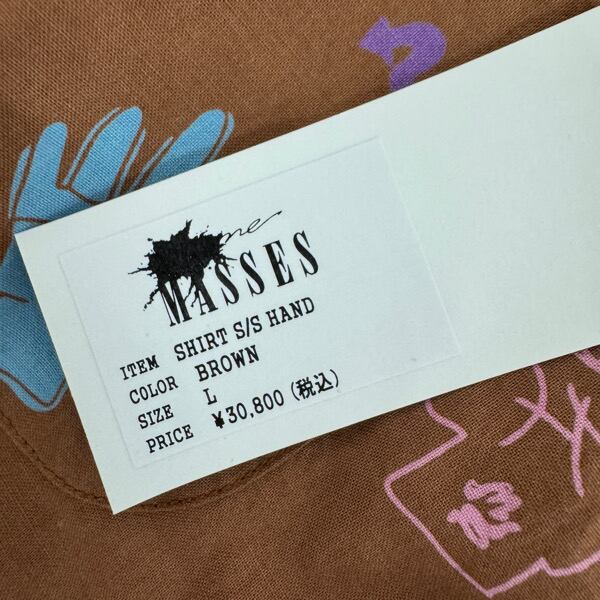 MASSES
ITEM SHIRT S/S HAND
COLOR BROWN
SIZE L
PRICE ¥30,800 (税込)